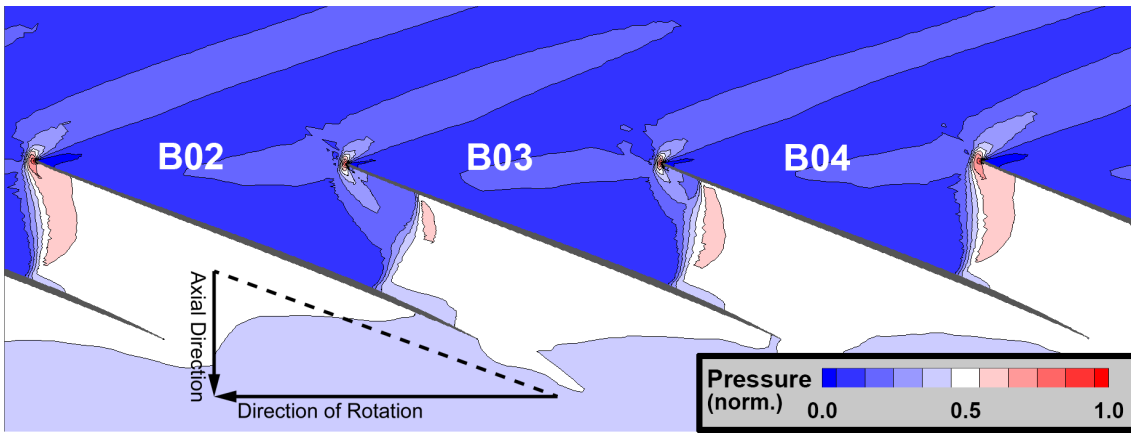 B02
B03
B04
Axial Direction
Direction of Rotation
Pressure
(norm.)
0.0
0.5
1.0